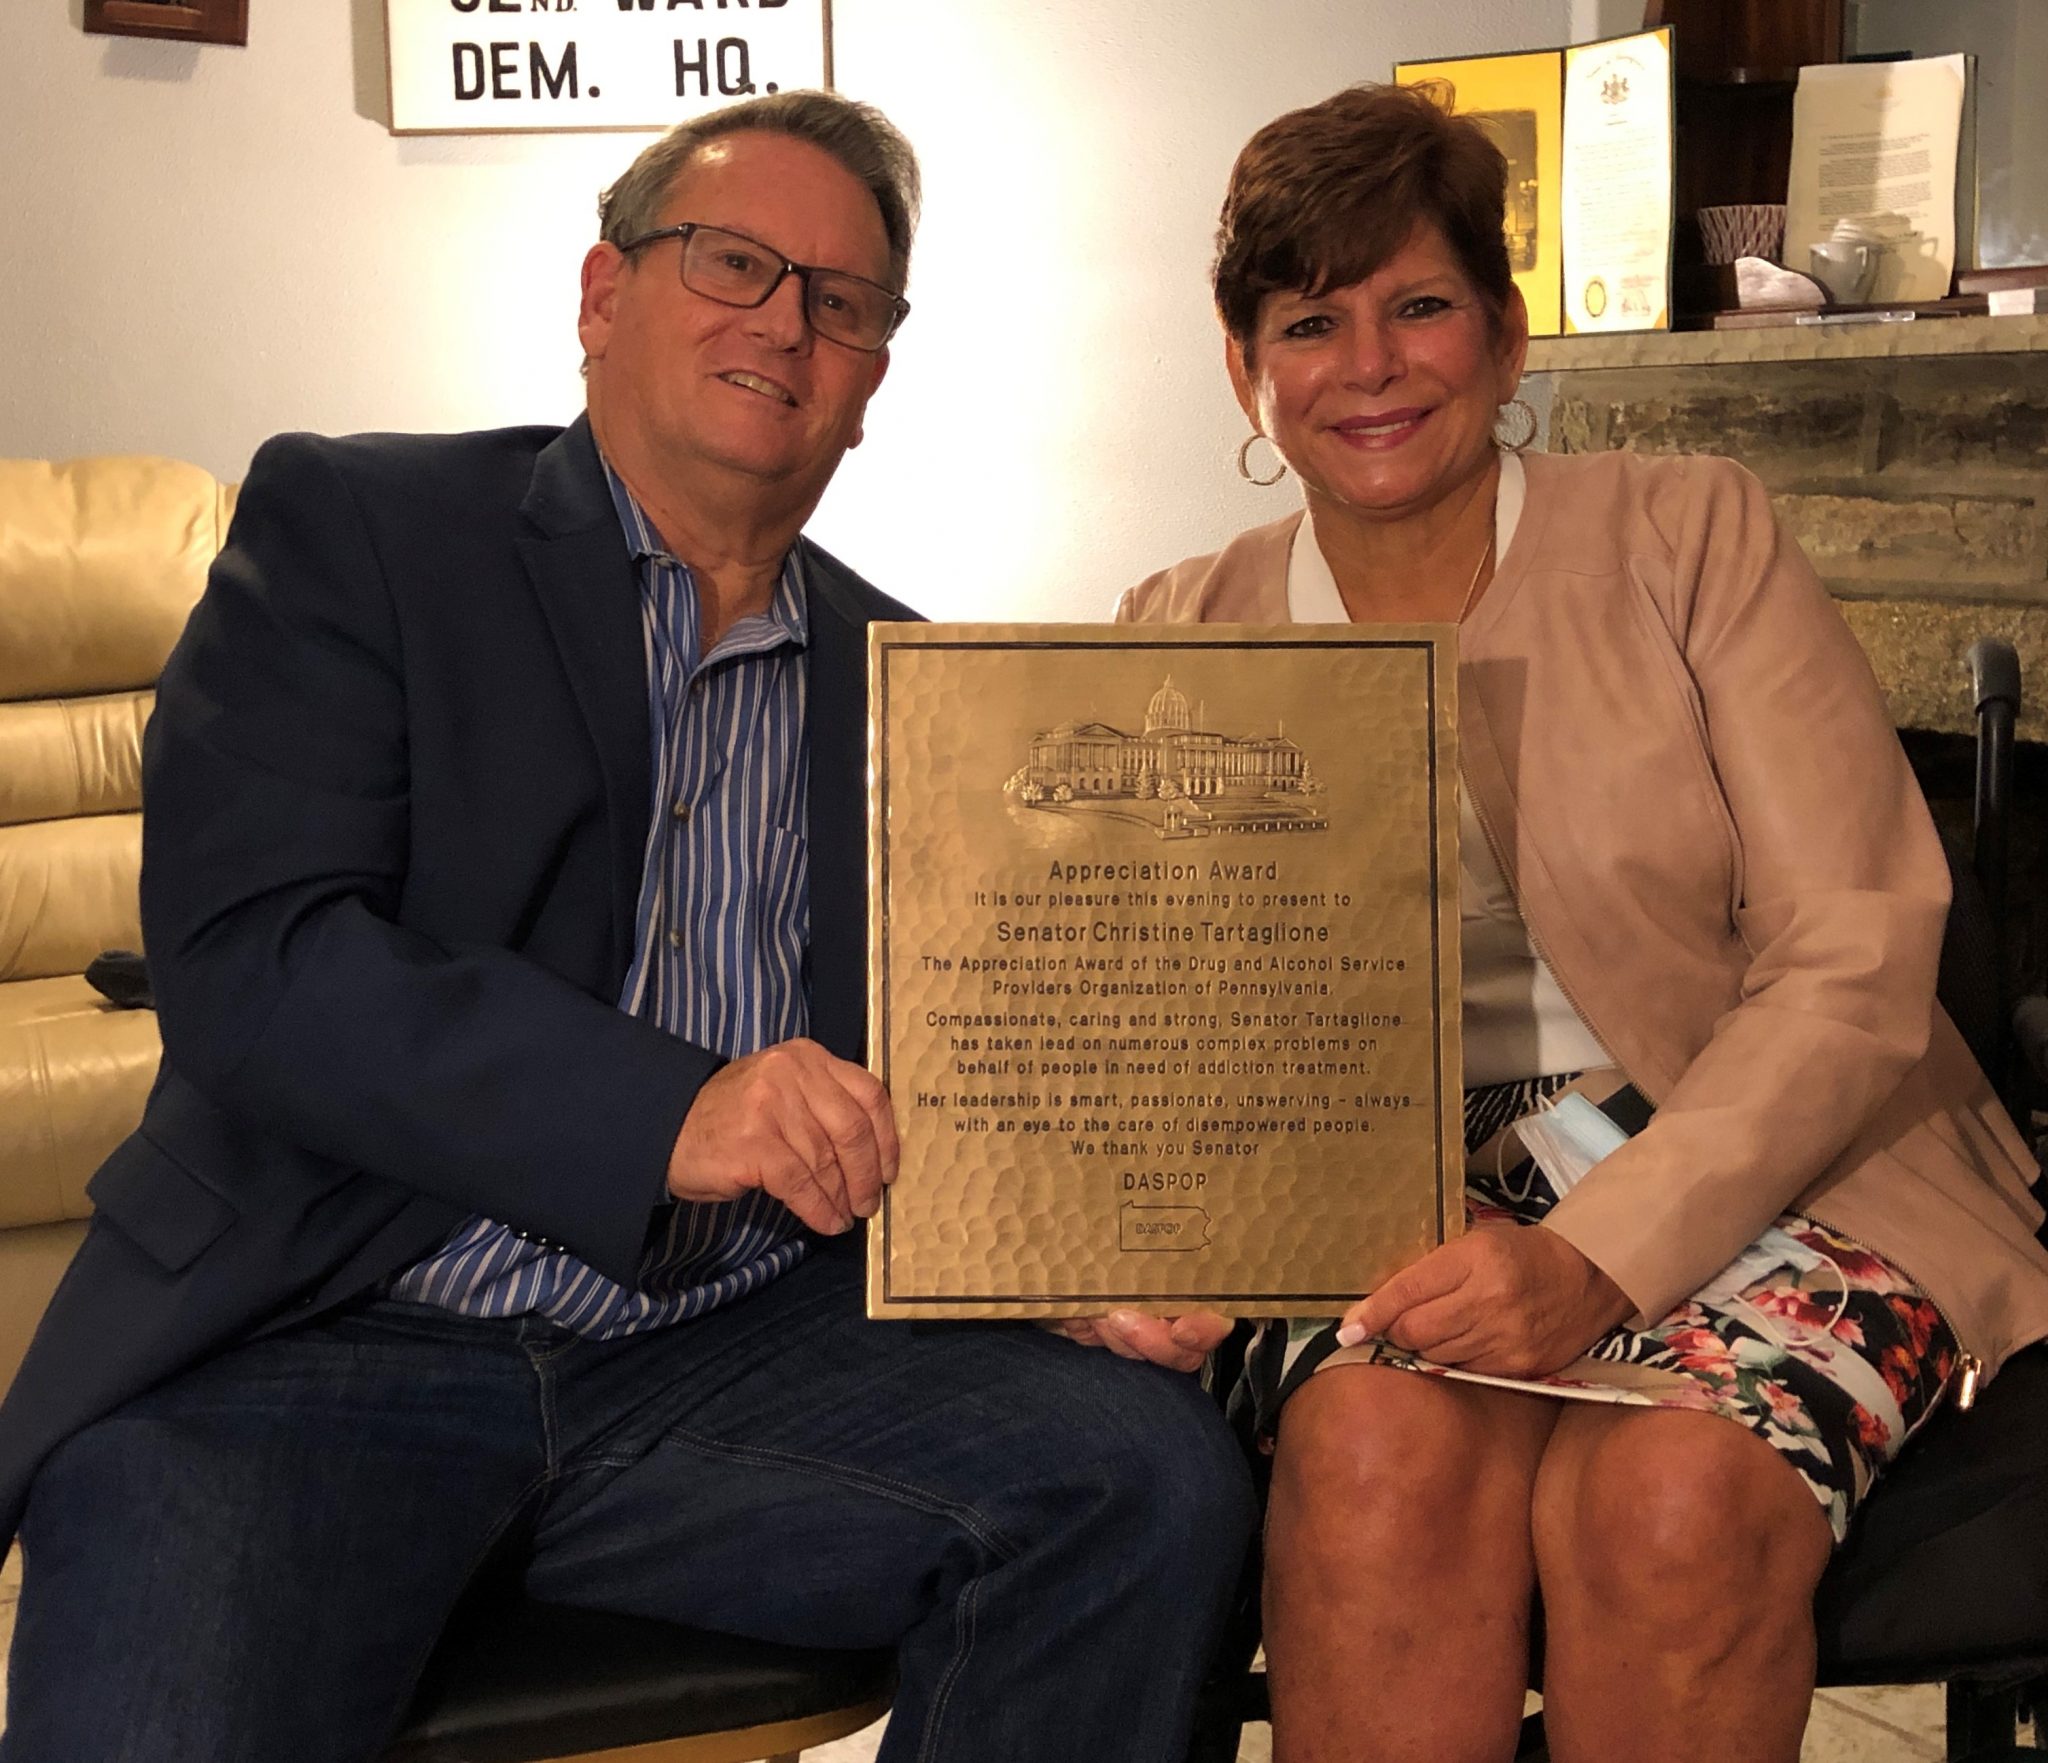 WARD
DEM. HQ.
Appreciation Award
It is our pleasure this evening to present to
Senator Christine Tartaglione
The Appreciation Award of the Drug and Alcohol Service
Providers Organization of Pennsylvania.
Compassionate, caring and strong, Senator Tartaglione
has taken lead on numerous complex problems on
behalf of people in need of addiction treatment.
Her leadership is smart, passionate, unswerving - always
with an eye to the care of disempowered people.
We thank you Senator
DASPOP
DASPOP